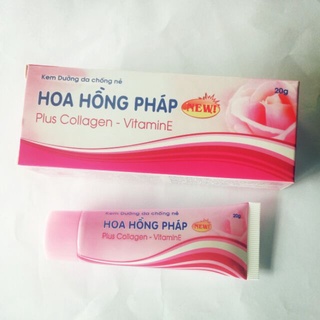 Kem Dưỡng da chống nẻ
HOA HỒNG PHÁP NEW!
20g
Plus Collagen - VitaminE
Kem Dưỡng da chống nẻ
20g
HOA HỒNG PHÁP NEW!
Plus Collagen - VitaminE